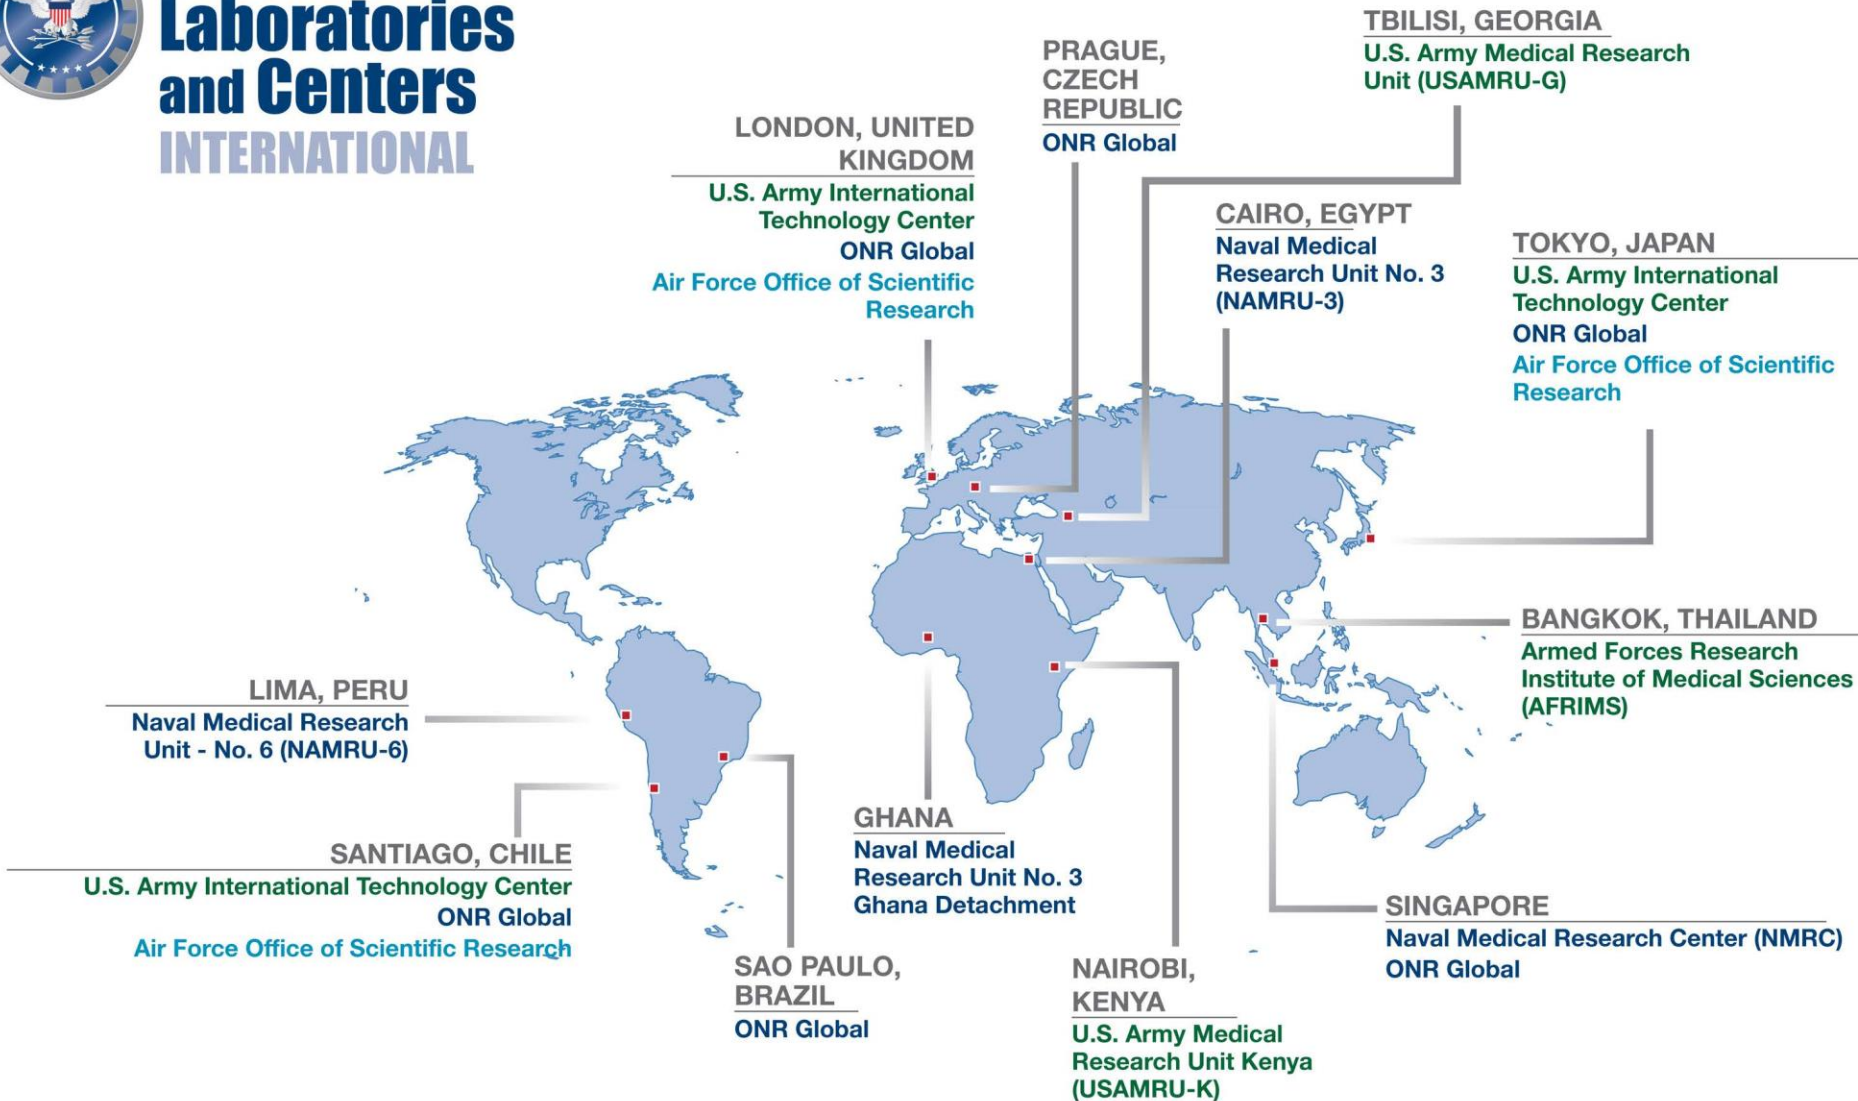 Laboratories
and Centers
INTERNATIONAL
TBILISI, GEORGIA
U.S. Army Medical Research
Unit (USAMRU-G)
PRAGUE,
CZECH
REPUBLIC
ONR Global
LONDON, UNITED
KINGDOM
U.S. Army International
Technology Center
ONR Global
Air Force Office of Scientific
Research
CAIRO, EGYPT
Naval Medical
Research Unit No. 3
(NAMRU-3)
TOKYO, JAPAN
U.S. Army International
Technology Center
ONR Global
Air Force Office of Scientific
Research
BANGKOK, THAILAND
Armed Forces Research
Institute of Medical Sciences
(AFRIMS)
LIMA, PERU
Naval Medical Research
Unit - No. 6 (NAMRU-6)
SANTIAGO, CHILE
U.S. Army International Technology Center
ONR Global
Air Force Office of Scientific Research
GHANA
Naval Medical
Research Unit No. 3
Ghana Detachment
SAO PAULO,
BRAZIL
ONR Global
NAIROBI,
KENYA
U.S. Army Medical
Research Unit Kenya
(USAMRU-K)
SINGAPORE
Naval Medical Research Center (NMRC)
ONR Global